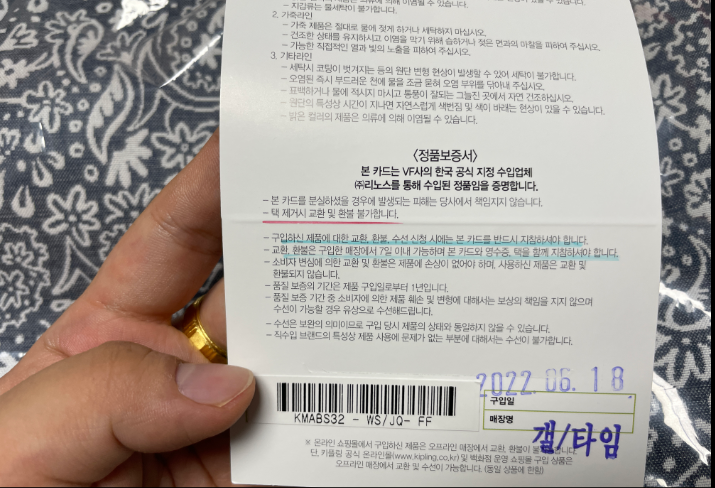 - 지갑류는 물세탁이 불가합니다.
2. 가죽라인
- 가죽 제품은 절대로 물에 젖게 하거나 세탁하지 마십시오.
- 건조한 상태를 유지하시고 이염을 막기 위해 습하거나 젖은 면과의 마찰을 피하여 주십시오.
- 가능한 직접적인 열과 빛의 노출을 피하여 주십시오.
3. 기타라인
- 세탁시 코팅이 벗겨지는 등의 원단 변형 현상이 발생할 수 있어 세탁이 불가합니다.
- 오염된 즉시 부드러운 천에 물을 조금 묻혀 오염 부위를 닦아내 주십시오.
- 표백하거나 물에 적시지 마시고 통풍이 잘되는 그늘진 곳에서 자연 건조하십시오.
- 원단의 특성상 시간이 지나면 자연스럽게 색번짐 및 색이 바래는 현상이 있을 수 있습니다.
- 밝은 컬러의 제품은 의류에 의해 이염될 수 있습니다.
〈정품보증서〉
본 카드는 VF사의 한국 공식 지정 수입업체
㈜리노스를 통해 수입된 정품임을 증명합니다.
- 본 카드를 분실하셨을 경우에 발생되는 피해는 당사에서 책임지지 않습니다.
- 택 제거시 교환 및 환불 불가합니다.
- 구입하신 제품에 대한 교환, 환불, 수선 신청 시에는 본 카드를 반드시 지참하셔야 합니다.
- 교환, 환불은 구입한 매장에서 7일 이내 가능하며 본 카드와 영수증, 택을 함께 지참하셔야 합니다.
- 소비자 변심에 의한 교환 및 환불은 제품에 손상이 없어야 하며, 사용하신 제품은 교환 및
환불되지 않습니다.
- 품질 보증의 기간은 제품 구입일로부터 1년입니다.
- 품질 보증 기간 중 소비자에 의한 제품 훼손 및 변형에 대해서는 보상의 책임을 지지 않으며
수선이 가능할 경우 유상으로 수선해드립니다.
- 수선은 보완의 의미이므로 구입 당시 제품의 상태와 동일하지 않을 수 있습니다.
- 직수입 브랜드의 특성상 제품 사용에 문제가 없는 부분에 대해서는 수선이 불가합니다.
2022. 06. 18
구입일
KMABS32 - WS/JQ- FF
매장명
갤/타임
※ 온라인 쇼핑몰에서 구입하신 제품은 오프라인 매장에서 교환, 환불이
단, 키플링 공식 온라인몰(www.kipling.co.kr) 및 백화점 운영 쇼핑몰 구입 상품은
오프라인 매장에서 교환 및 수선이 가능합니다. (동일 상품에 한함)